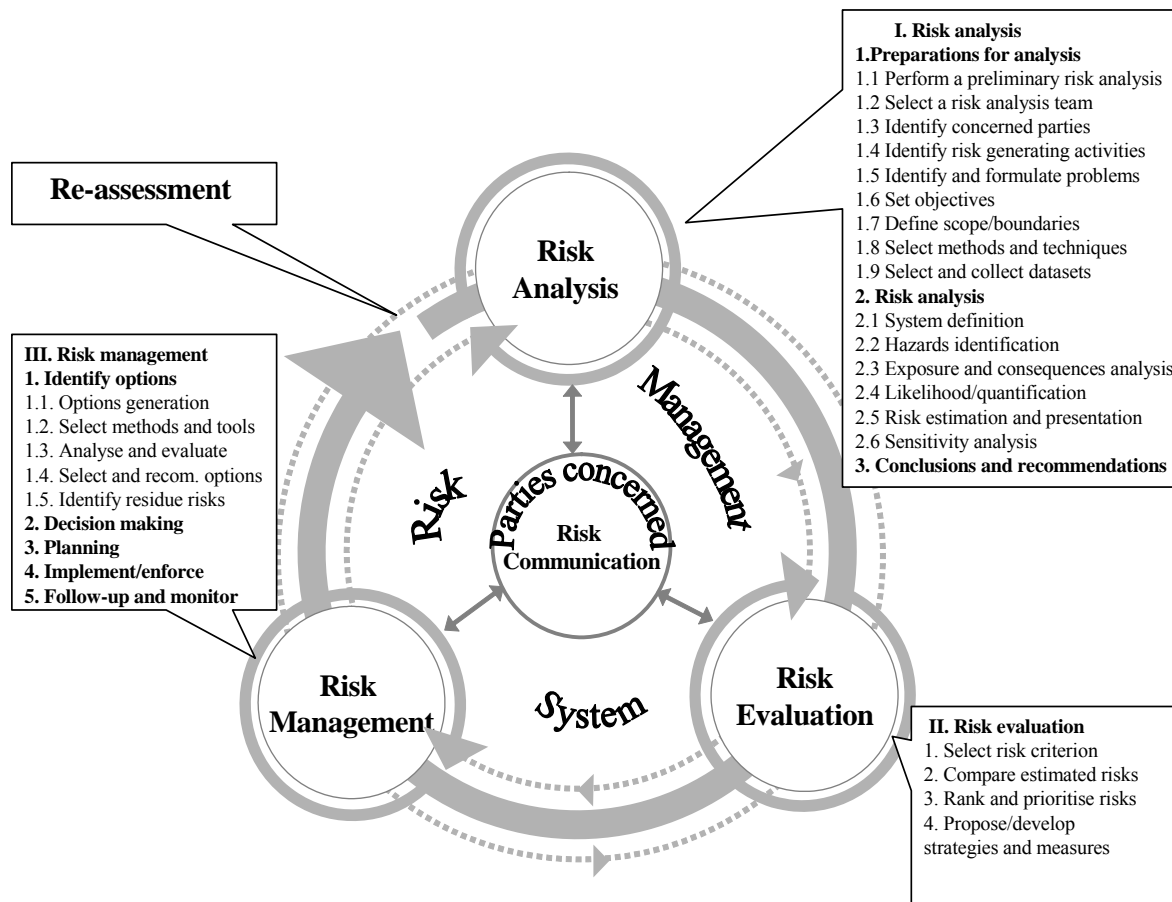 I. Risk analysis
1.Preparations for analysis
1.1 Perform a preliminary risk analysis
1.2 Select a risk analysis team
1.3 Identify concerned parties
1.4 Identify risk generating activities
1.5 Identify and formulate problems
1.6 Set objectives
1.7 Define scope/boundaries
1.8 Select methods and techniques
1.9 Select and collect datasets
2. Risk analysis
2.1 System definition
2.2 Hazards identification
2.3 Exposure and consequences analysis
2.4 Likelihood/quantification
2.5 Risk estimation and presentation
2.6 Sensitivity analysis
3. Conclusions and recommendations
Re-assessment
Risk
Analysis
III. Risk management
1. Identify options
1.1. Options generation
1.2. Select methods and tools
1.3. Analyse and evaluate
1.4. Select and recom. options
1.5. Identify residue risks
2. Decision making
3. Planning
4. Implement/enforce
5. Follow-up and monitor
Risk
Management
System
Parties concerned
Risk
Communication
Risk
Management
Risk
Evaluation
II. Risk evaluation
1. Select risk criterion
2. Compare estimated risks
3. Rank and prioritise risks
4. Propose/develop
strategies and measures